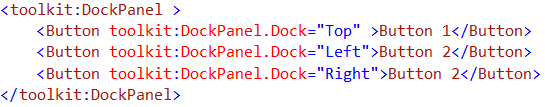 <toolkit:DockPanel >
    <Button toolkit:DockPanel.Dock="Top" >Button 1</Button>
    <Button toolkit:DockPanel.Dock="Left">Button 2</Button>
    <Button toolkit:DockPanel.Dock="Right">Button 2</Button>
</toolkit:DockPanel>